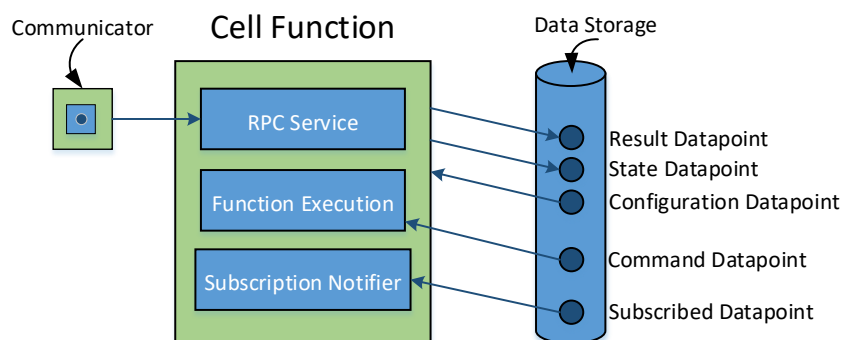 Communicator
Cell Function
Data Storage
RPC Service
Result Datapoint
State Datapoint
Function Execution
Configuration Datapoint
Command Datapoint
Subscription Notifier
Subscribed Datapoint